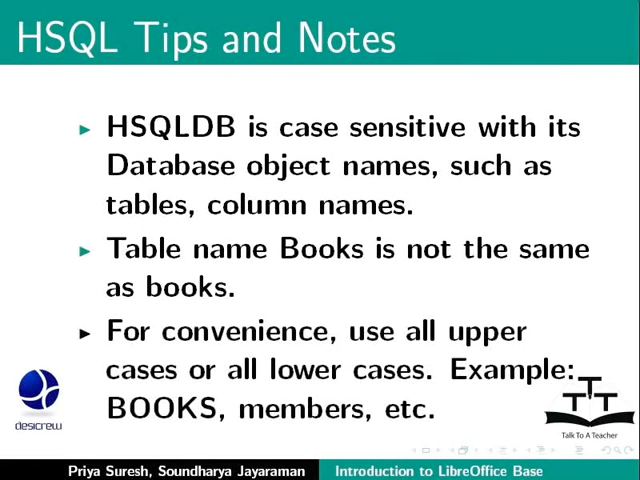 HSQL Tips and Notes
HSQLDB is case sensitive with its
Database object names, such as
tables, column names.
Table name Books is not the same
as books.
For convenience, use all upper
cases or all lower cases. Example:
BOOKS, members, etc.
desicrew
TTT
Talk To A Teacher
Priya Suresh, Soundharya Jayaraman
Introduction to LibreOffice Base